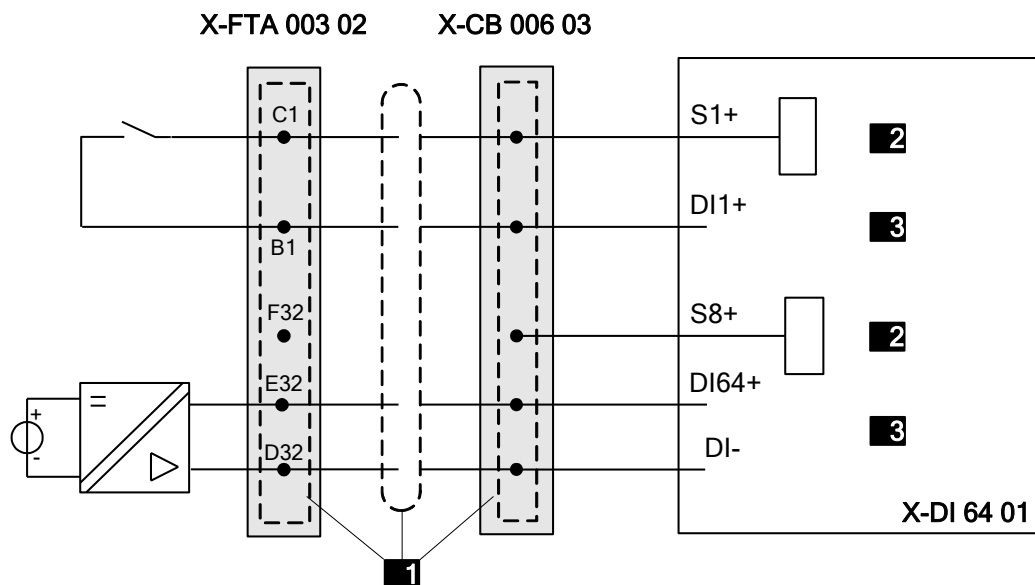 X-FTA 003 02
X-CB 006 03
C1
S1+
2
B1
DI1+
3
F32
S8+
2
E32
DI64+
=
+
-
3
D32
DI-
X-DI 64 01
1